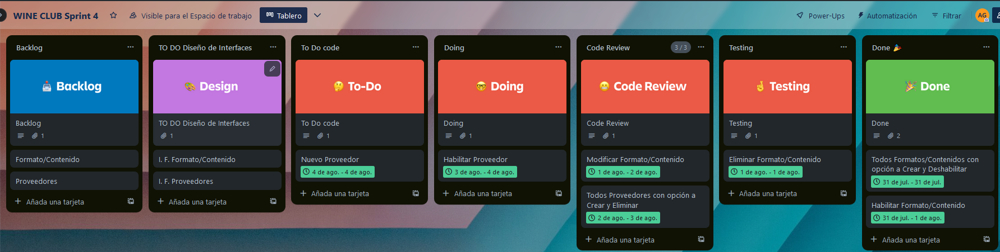 WINE CLUB Sprint 4
Visible para el Espacio de trabajo
Tablero
Power-Ups
Automatización
Filtrar
AG
Backlog
Backlog
Backlog
1
Formato/Contenido
Proveedores
Añada una tarjeta
TO DO Diseño de Interfaces
Design
TO DO Diseño de Interfaces
1
I. F. Formato/Contenido
I. F. Proveedores
Añada una tarjeta
To Do code
To-Do
To Do code
1
Nuevo Proveedor
4 de ago. - 4 de ago.
Añada una tarjeta
Doing
Doing
Doing
1
Habilitar Proveedor
3 de ago. - 4 de ago.
Añada una tarjeta
Code Review
3 / 3
Code Review
Code Review
1
Modificar Formato/Contenido
1 de ago. - 2 de ago.
Todos Proveedores con opción a
Crear y Eliminar
2 de ago. - 3 de ago.
Añada una tarjeta
Testing
Testing
Testing
1
Eliminar Formato/Contenido
1 de ago. - 1 de ago.
Añada una tarjeta
Done 🎉
Done
Done
2
Todos Formatos/Contenidos con
opción a Crear y Deshabilitar
31 de jul. - 31 de jul.
Habilitar Formato/Contenido
31 de jul. - 1 de ago.
Añada una tarjeta